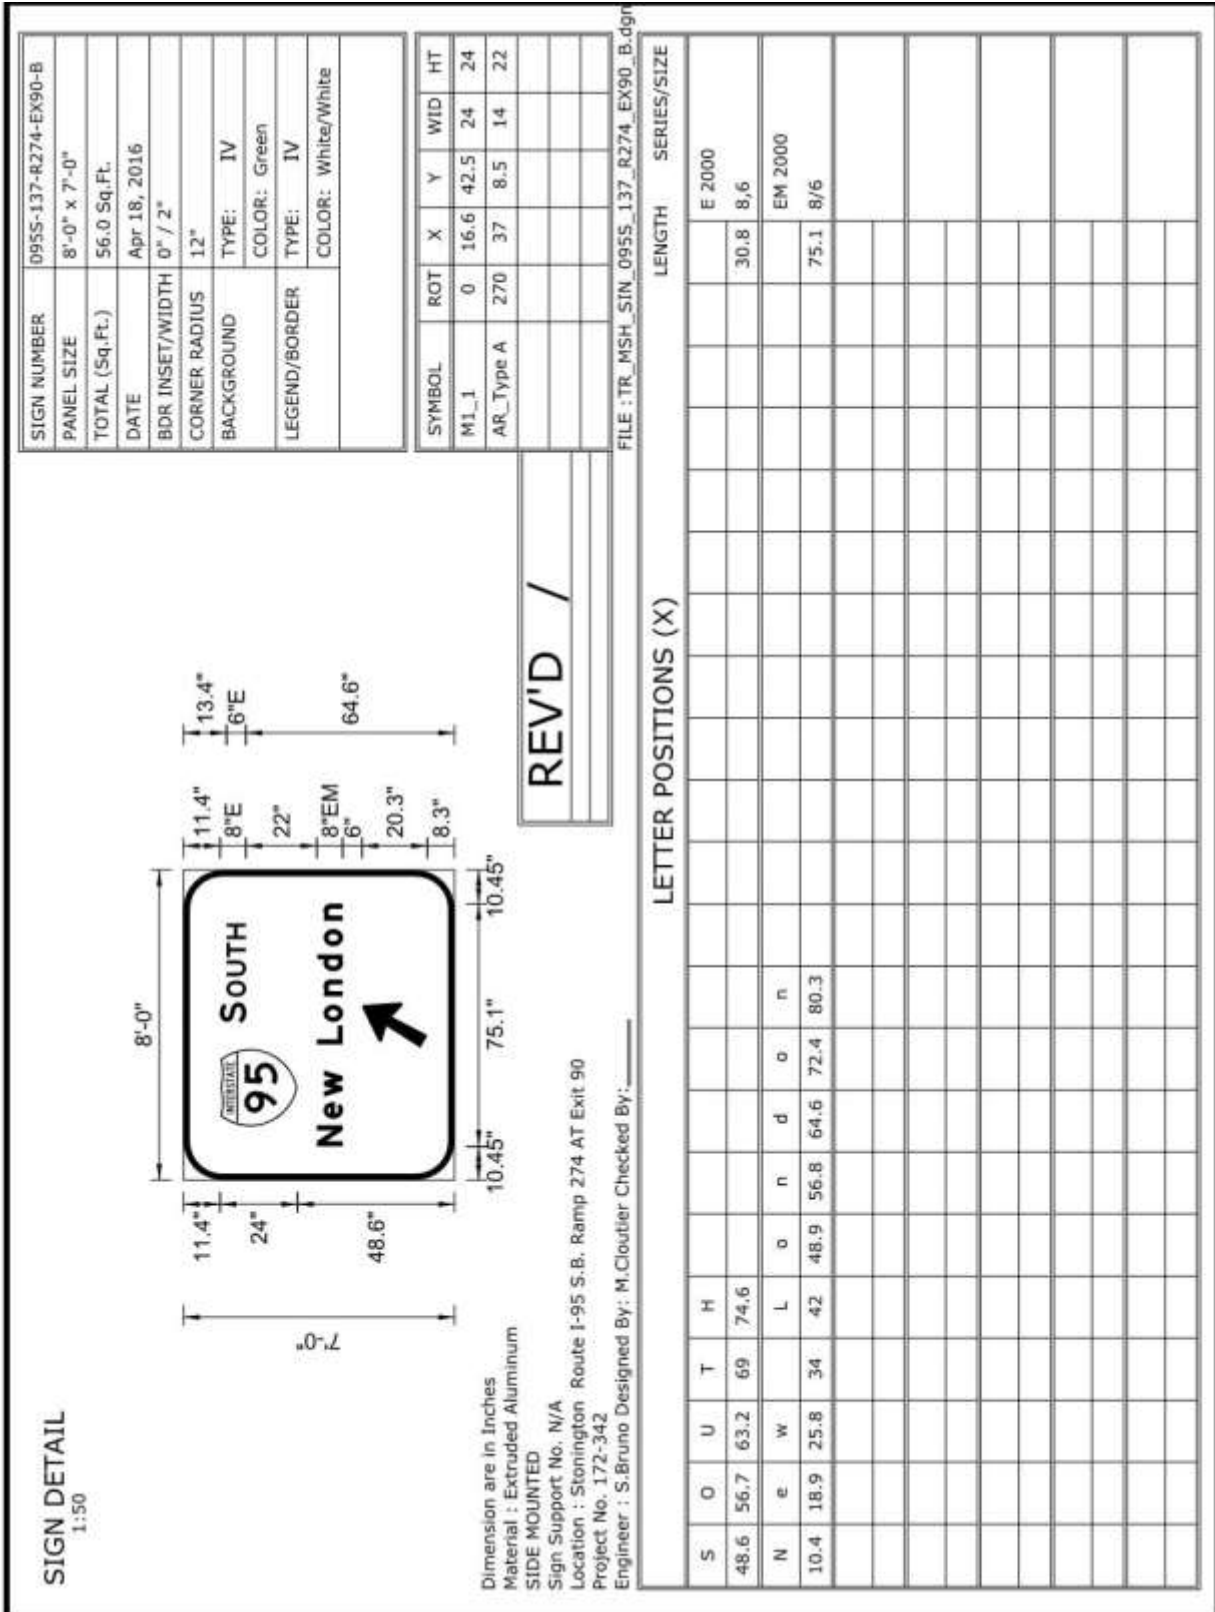 SIGN DETAIL
1:50
8'-0"
7'-0"
11.4"
24"
48.6"
INTERSTATE
95
SOUTH
New London
11.4"
8"E
22"
8"EM
6"
20.3"
8.3"
13.4"
6"E
64.6"
10.45" 75.1" 10.45"
Dimension are in Inches
Material : Extruded Aluminum
SIDE MOUNTED
Sign Support No. N/A
Location : Stonington Route I-95 S.B. Ramp 274 AT Exit 90
Project No. 172-342
Engineer : S.Bruno Designed By: M.Cloutier Checked By:
REV'D /
SIGN NUMBER 095S-137-R274-EX90-B
PANEL SIZE 8'-0" x 7'-0"
TOTAL (Sq.Ft.) 56.0 Sq.Ft.
DATE Apr 18, 2016
BDR INSET/WIDTH 0" / 2"
CORNER RADIUS 12"
BACKGROUND TYPE: IV
COLOR: Green
LEGEND/BORDER TYPE: IV
COLOR: White/White
SYMBOL ROT X Y WID HT
M1_1 0 16.6 42.5 24 24
AR_Type A 270 37 8.5 14 22
FILE : TR_MSH_SIN_095S_137_R274_EX90_B.dgn
LETTER POSITIONS (X) LENGTH SERIES/SIZE
S O U T H E 2000
48.6 56.7 63.2 69 74.6 30.8 8,6
N e w L o n d o n EM 2000
10.4 18.9 25.8 34 42 48.9 56.8 64.6 72.4 80.3 75.1 8/6